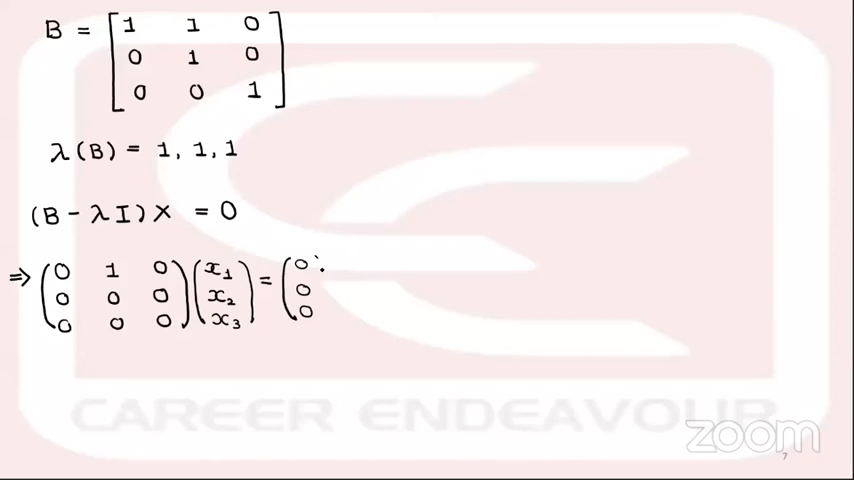 B = [1 1 0
0 1 0
0 0 1]
λ(B) = 1, 1, 1
(B - λI) X = 0
⇒ (0 1 0
0 0 0
0 0 0) (x₁
x₂
x₃) = (0
0
0
CAREER ENDEAVOUR
zoom
7